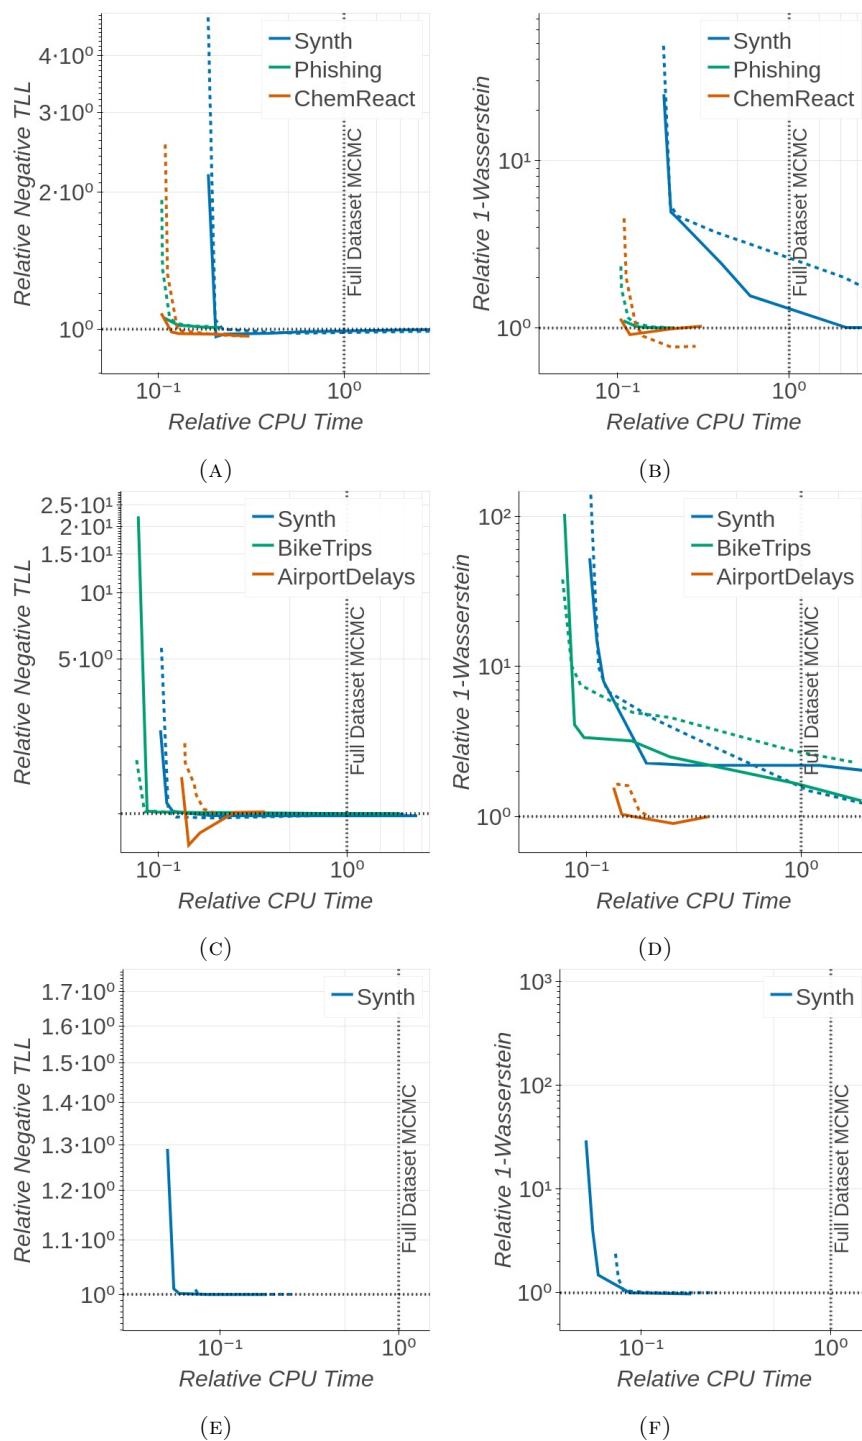 Relative Negative TLL
4·10⁰
3·10⁰
2·10⁰
10⁰
Synth
Phishing
ChemReact
Full Dataset MCMC
10⁻¹
10⁰
Relative CPU Time
(A)
Relative 1-Wasserstein
10¹
10⁰
Synth
Phishing
ChemReact
Full Dataset MCMC
10⁻¹
10⁰
Relative CPU Time
(B)
Relative Negative TLL
2.5·10¹
2·10¹
1.5·10¹
10¹
5·10⁰
Synth
BikeTrips
AirportDelays
Full Dataset MCMC
10⁻¹
10⁰
Relative CPU Time
(C)
Relative 1-Wasserstein
10²
10¹
10⁰
Synth
BikeTrips
AirportDelays
Full Dataset MCMC
10⁻¹
10⁰
Relative CPU Time
(D)
Relative Negative TLL
1.7·10⁰
1.6·10⁰
1.5·10⁰
1.4·10⁰
1.3·10⁰
1.2·10⁰
1.1·10⁰
10⁰
Synth
Full Dataset MCMC
10⁻¹
10⁰
Relative CPU Time
(E)
Relative 1-Wasserstein
10³
10²
10¹
10⁰
Synth
Full Dataset MCMC
10⁻¹
10⁰
Relative CPU Time
(F)